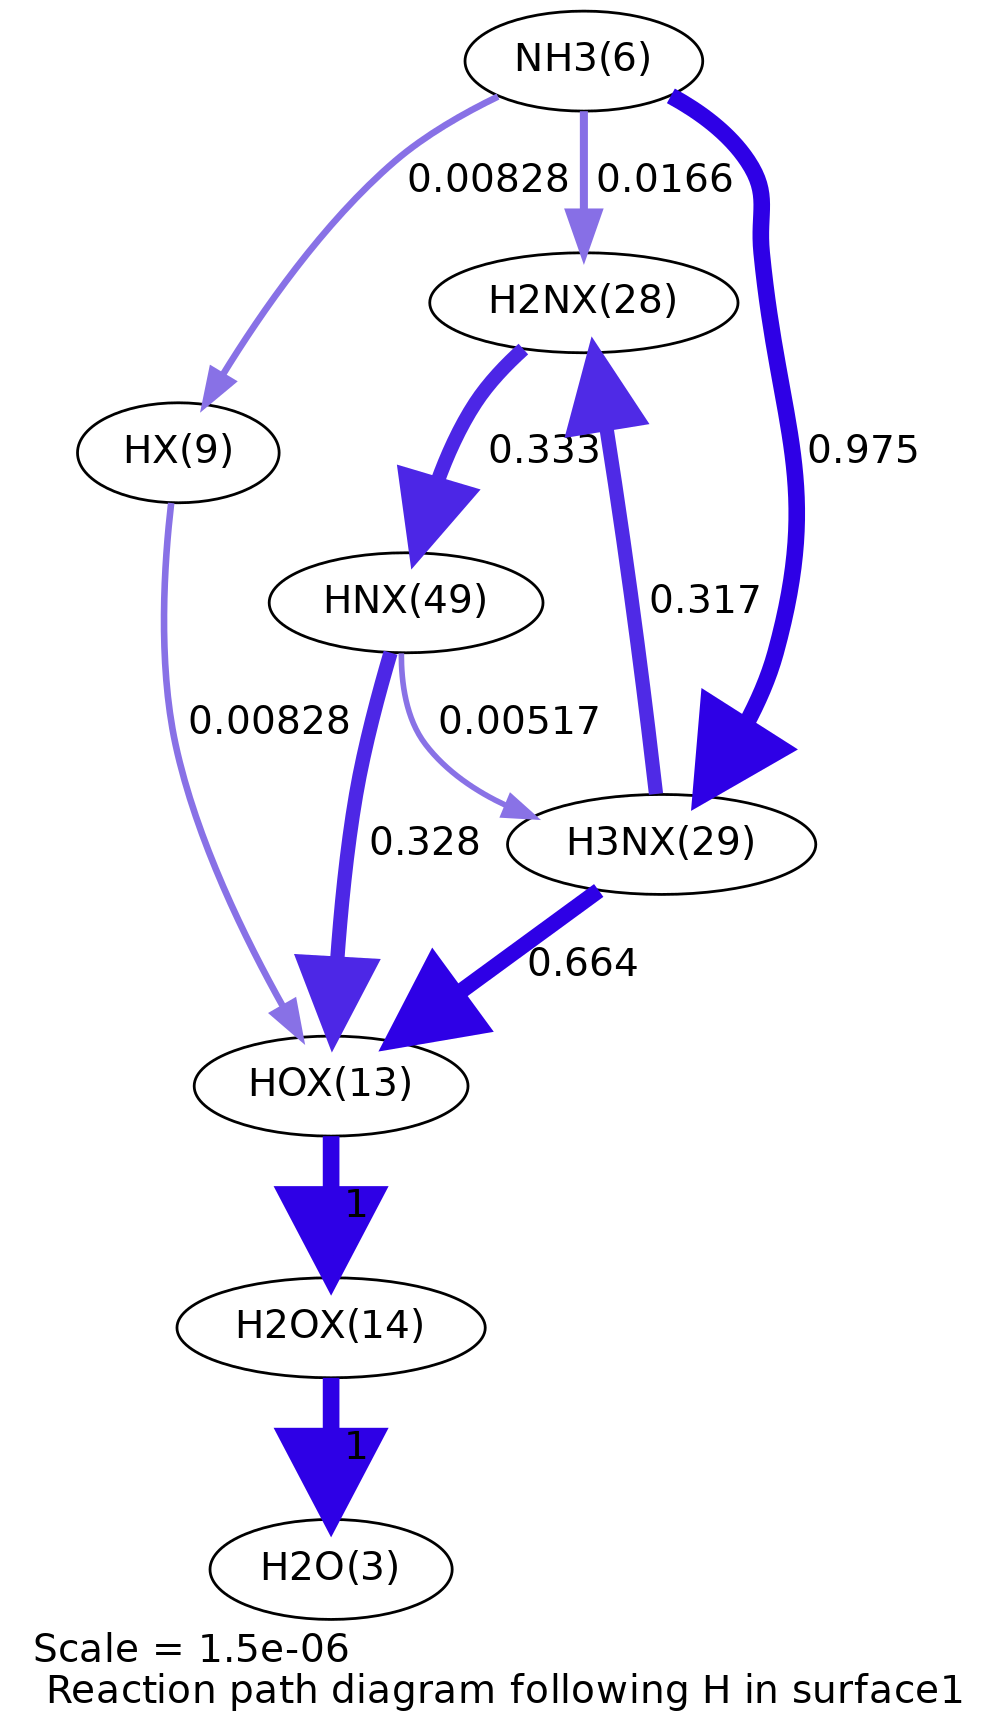 NH3(6)
0.00828
0.0166
H2NX(28)
HX(9)
0.333
0.975
HNX(49)
0.317
0.00828
0.00517
0.328
H3NX(29)
0.664
HOX(13)
1
H2OX(14)
1
H2O(3)
Scale = 1.5e-06
Reaction path diagram following H in surface1